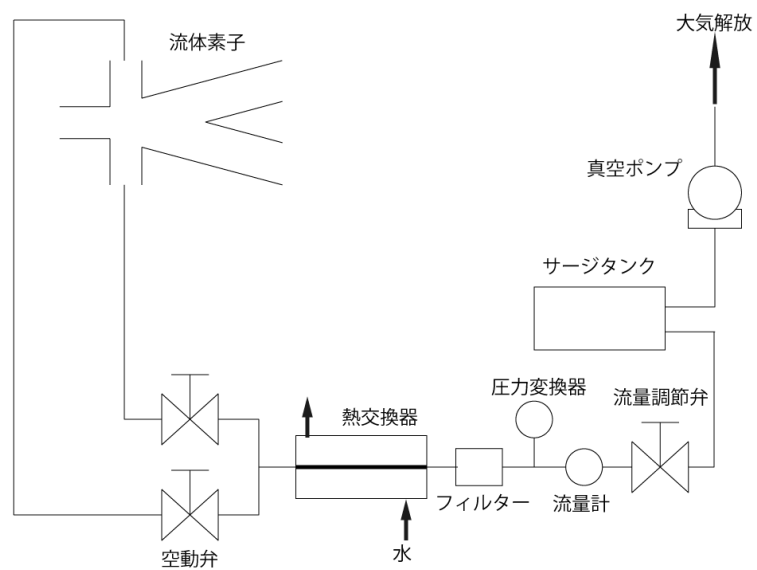 大気解放
流体素子
真空ポンプ
サージタンク
圧力変換器
流量調節弁
熱交換器
フィルター
流量計
空動弁
水